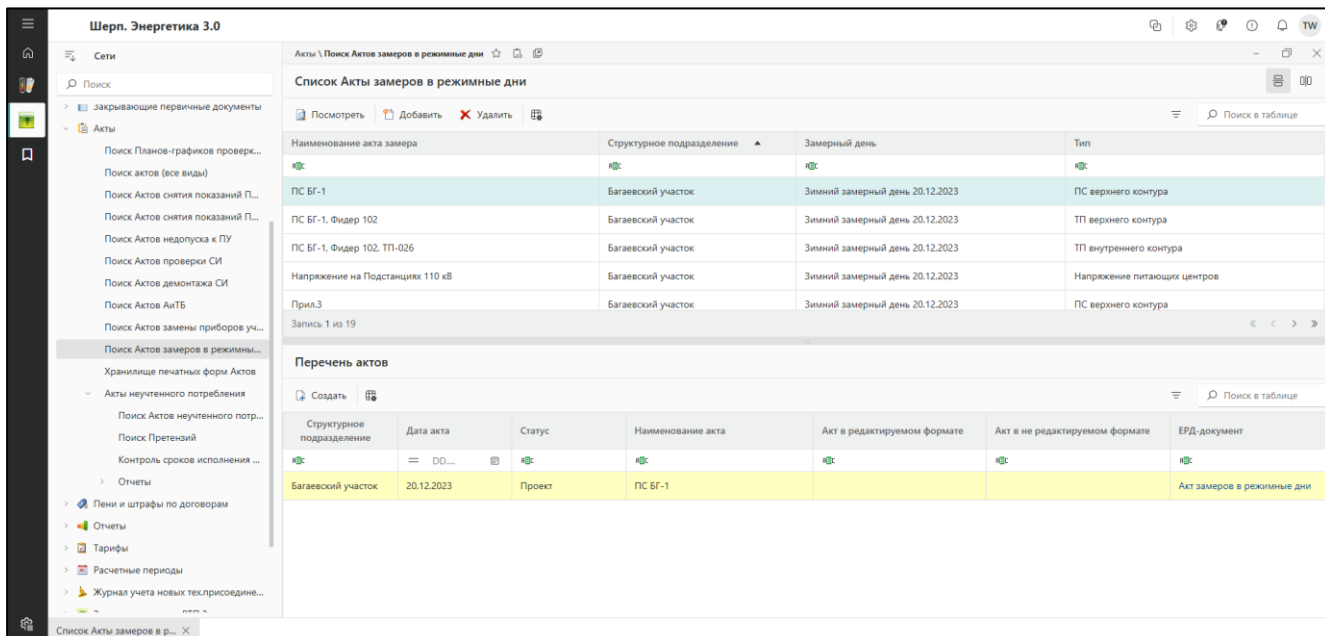 Шерп. Энергетика 3.0
TW
Сети
Поиск
Закрывающие первичные документы
Акты
Поиск Планов-графиков проверк...
Поиск актов (все виды)
Поиск Актов снятия показаний П...
Поиск Актов снятия показаний П...
Поиск Актов недопуска к ПУ
Поиск Актов проверки СИ
Поиск Актов демонтажа СИ
Поиск Актов АиТБ
Поиск Актов замены приборов уч...
Поиск Актов замеров в режимны...
Хранилище печатных форм Актов
Акты неучтенного потребления
Поиск Актов неучтенного потр...
Поиск Претензий
Контроль сроков исполнения ...
Отчеты
Пени и штрафы по договорам
Отчеты
Тарифы
Расчетные периоды
Журнал учета новых тех.присоедине...
Акты \ Поиск Актов замеров в режимные дни
Список Акты замеров в режимные дни
Посмотреть Добавить Удалить Поиск в таблице
Наименование акта замера Структурное подразделение Замерный день Тип
ПС БГ-1 Багаевский участок Зимний замерный день 20.12.2023 ПС верхнего контура
ПС БГ-1, Фидер 102 Багаевский участок Зимний замерный день 20.12.2023 ТП верхнего контура
ПС БГ-1, Фидер 102, ТП-026 Багаевский участок Зимний замерный день 20.12.2023 ТП внутреннего контура
Напряжение на Подстанциях 110 кВ Багаевский участок Зимний замерный день 20.12.2023 Напряжение питающих центров
Прил.3 Багаевский участок Зимний замерный день 20.12.2023 ПС верхнего контура
Запись 1 из 19
Перечень актов
Создать Поиск в таблице
Структурное подразделение Дата акта Статус Наименование акта Акт в редактируемом формате Акт в не редактируемом формате ЕРД-документ
= DD....
Багаевский участок 20.12.2023 Проект ПС БГ-1 Акт замеров в режимные дни
Список Акты замеров в р...